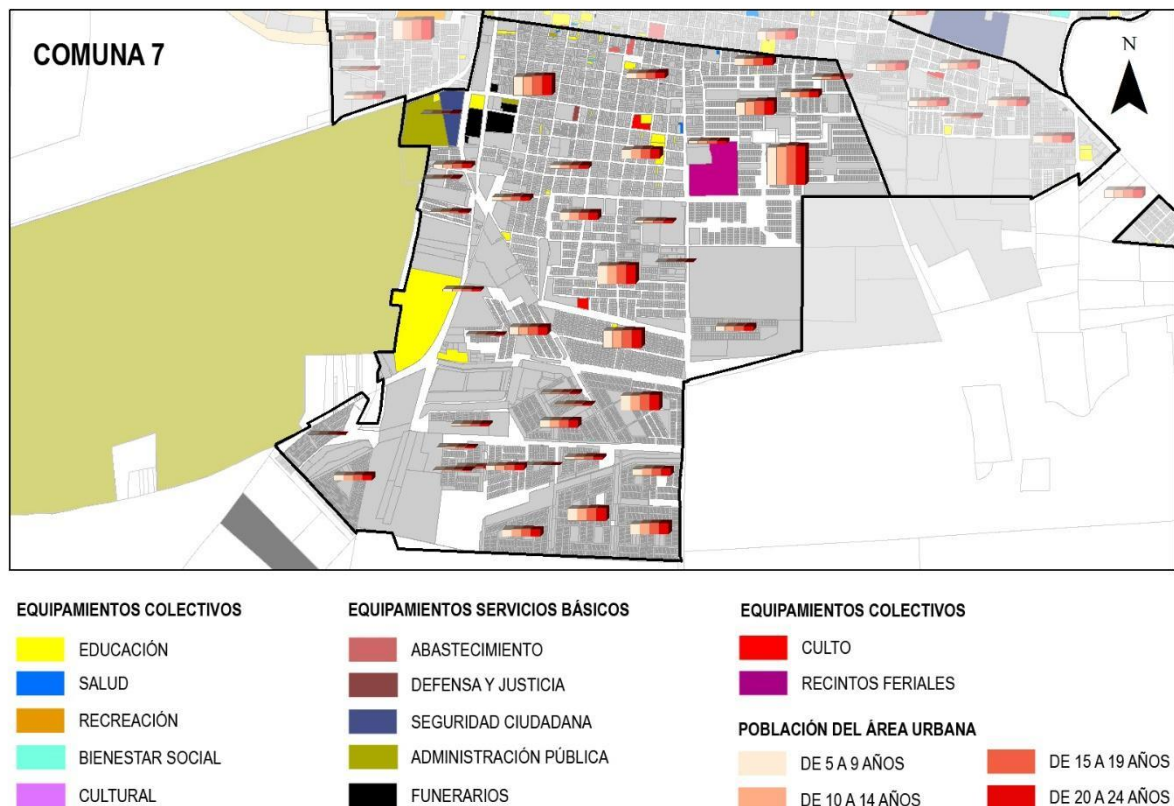 COMUNA 7
N
EQUIPAMIENTOS COLECTIVOS
EDUCACIÓN
SALUD
RECREACIÓN
BIENESTAR SOCIAL
CULTURAL
EQUIPAMIENTOS SERVICIOS BÁSICOS
ABASTECIMIENTO
DEFENSA Y JUSTICIA
SEGURIDAD CIUDADANA
ADMINISTRACIÓN PÚBLICA
FUNERARIOS
EQUIPAMIENTOS COLECTIVOS
CULTO
RECINTOS FERIALES
POBLACIÓN DEL ÁREA URBANA
DE 5 A 9 AÑOS
DE 10 A 14 AÑOS
DE 15 A 19 AÑOS
DE 20 A 24 AÑOS